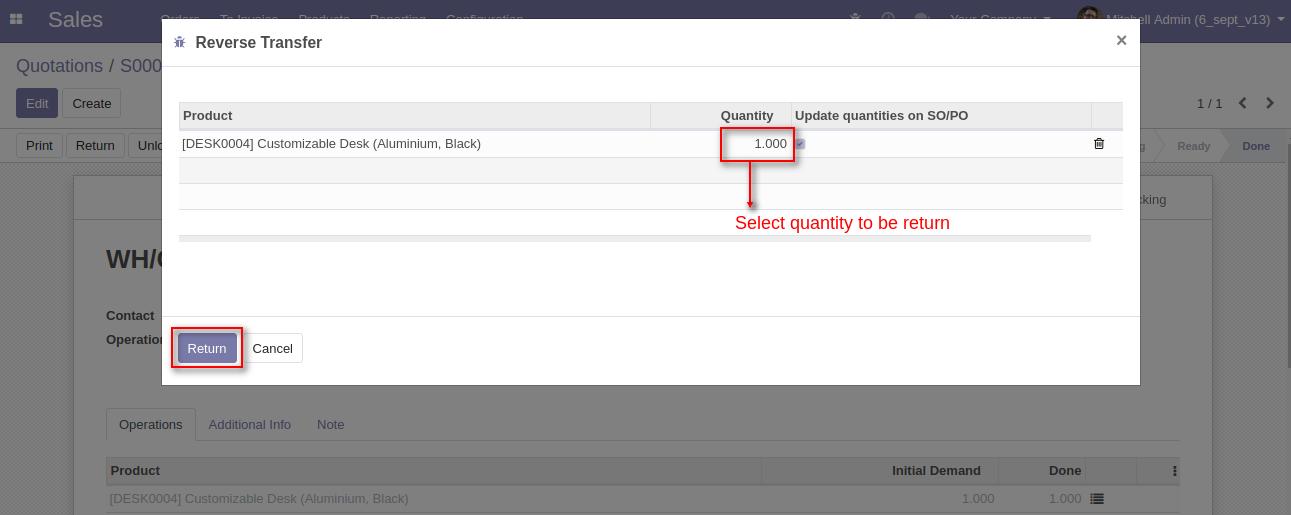 Sales Orders To Invoice Products Reporting Configuration Your Company Mitchell Admin (6_sept_v13)
Reverse Transfer ×
Quotations / S000
Edit Create
1 / 1
Product Quantity Update quantities on SO/PO
Print Return Unlo
Ready Done
[DESK0004] Customizable Desk (Aluminium, Black) 1.000
Select quantity to be return
king
WH/
Contact
Operation
Return Cancel
Operations Additional Info Note
Product Initial Demand Done
[DESK0004] Customizable Desk (Aluminium, Black) 1.000 1.000